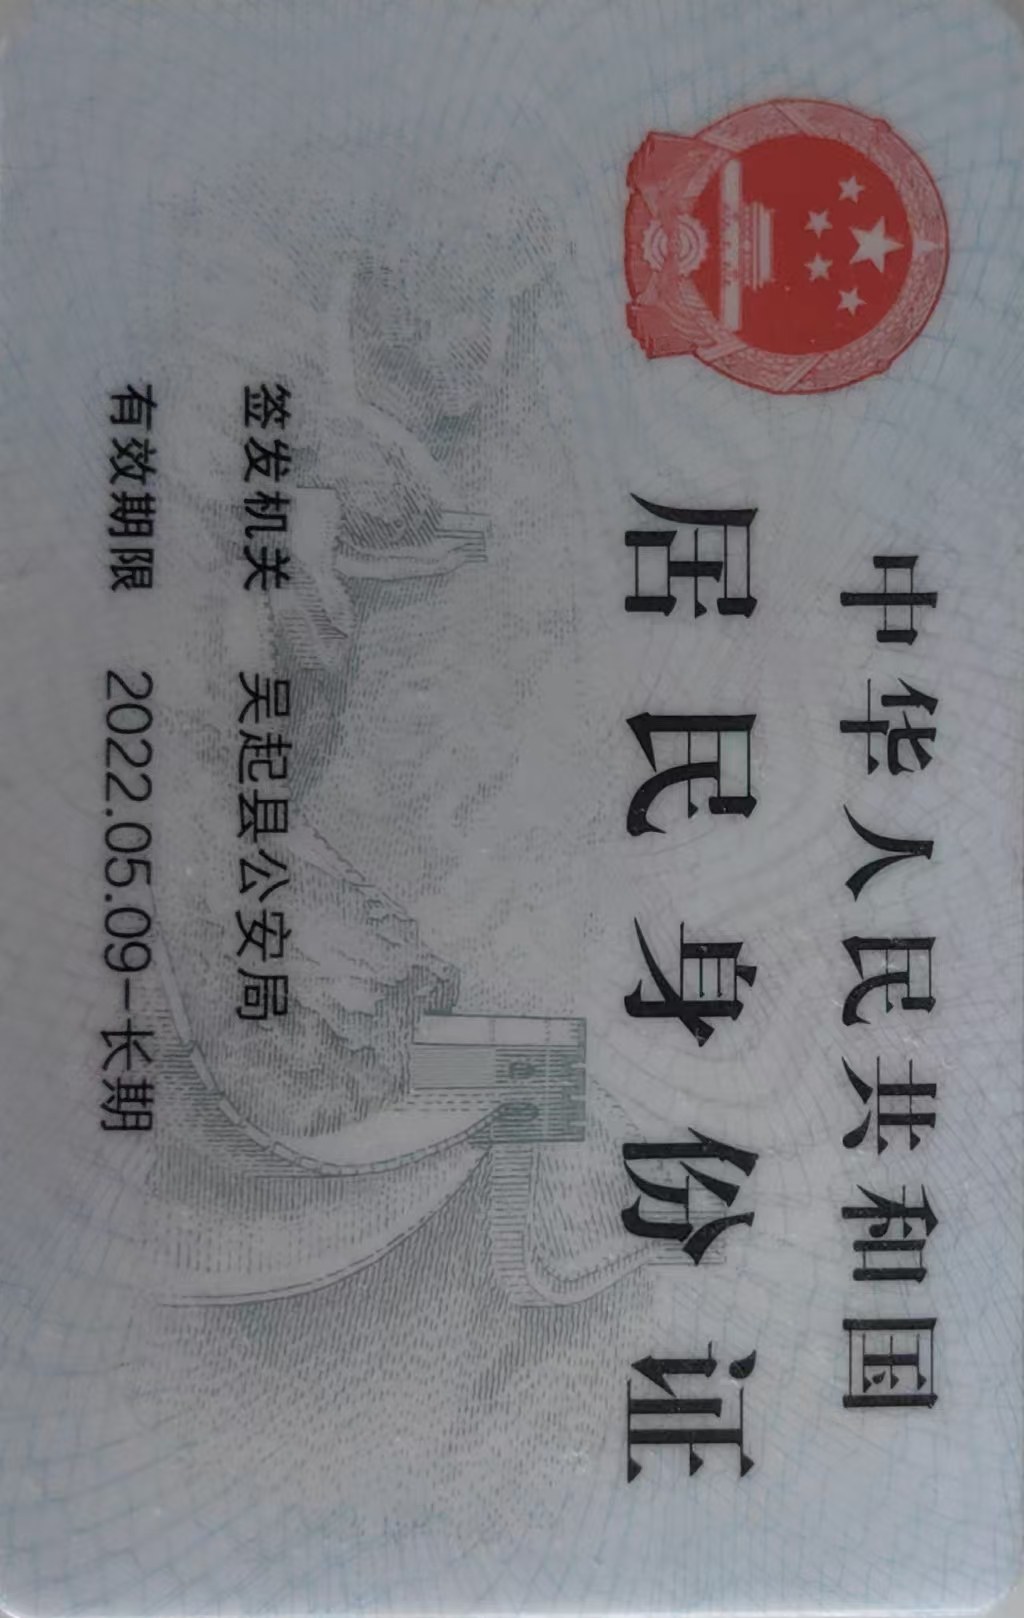 中华人民共和国
居民身份证
签发机关 吴起县公安局
有效期限 2022.05.09-长期